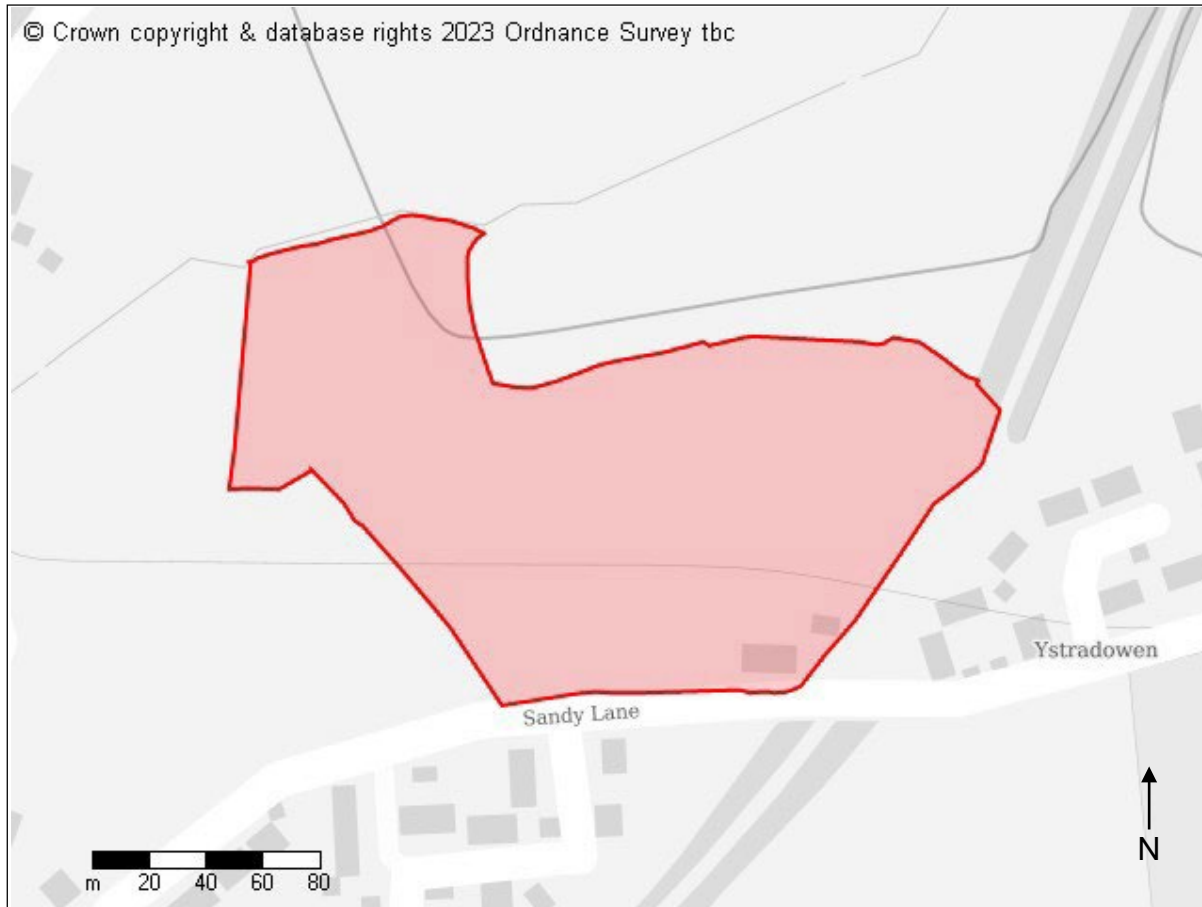 © Crown copyright & database rights 2023 Ordnance Survey tbc
Ystradowen
Sandy Lane
m 20 40 60 80
N